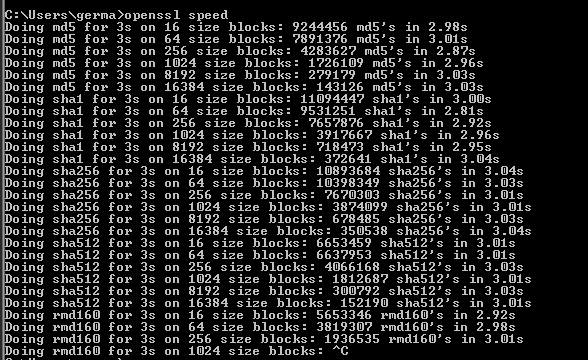 C:\Users\germa>openssl speed
Doing md5 for 3s on 16 size blocks: 9244456 md5's in 2.98s
Doing md5 for 3s on 64 size blocks: 7891376 md5's in 3.01s
Doing md5 for 3s on 256 size blocks: 4283627 md5's in 2.87s
Doing md5 for 3s on 1024 size blocks: 1726109 md5's in 2.96s
Doing md5 for 3s on 8192 size blocks: 279179 md5's in 3.03s
Doing md5 for 3s on 16384 size blocks: 143126 md5's in 3.03s
Doing sha1 for 3s on 16 size blocks: 11094447 sha1's in 3.00s
Doing sha1 for 3s on 64 size blocks: 9531251 sha1's in 2.81s
Doing sha1 for 3s on 256 size blocks: 7657876 sha1's in 2.92s
Doing sha1 for 3s on 1024 size blocks: 3917667 sha1's in 2.96s
Doing sha1 for 3s on 8192 size blocks: 718473 sha1's in 2.95s
Doing sha1 for 3s on 16384 size blocks: 372641 sha1's in 3.04s
Doing sha256 for 3s on 16 size blocks: 10893684 sha256's in 3.04s
Doing sha256 for 3s on 64 size blocks: 10398349 sha256's in 3.03s
Doing sha256 for 3s on 256 size blocks: 7670303 sha256's in 3.01s
Doing sha256 for 3s on 1024 size blocks: 3874099 sha256's in 3.01s
Doing sha256 for 3s on 8192 size blocks: 678485 sha256's in 3.03s
Doing sha256 for 3s on 16384 size blocks: 350538 sha256's in 3.04s
Doing sha512 for 3s on 16 size blocks: 6653459 sha512's in 3.01s
Doing sha512 for 3s on 64 size blocks: 6637953 sha512's in 3.01s
Doing sha512 for 3s on 256 size blocks: 4066168 sha512's in 3.03s
Doing sha512 for 3s on 1024 size blocks: 1812687 sha512's in 3.01s
Doing sha512 for 3s on 8192 size blocks: 300792 sha512's in 3.03s
Doing sha512 for 3s on 16384 size blocks: 152190 sha512's in 3.01s
Doing rmd160 for 3s on 16 size blocks: 5653346 rmd160's in 2.92s
Doing rmd160 for 3s on 64 size blocks: 3819307 rmd160's in 2.98s
Doing rmd160 for 3s on 256 size blocks: 1936535 rmd160's in 3.01s
Doing rmd160 for 3s on 1024 size blocks: ^C